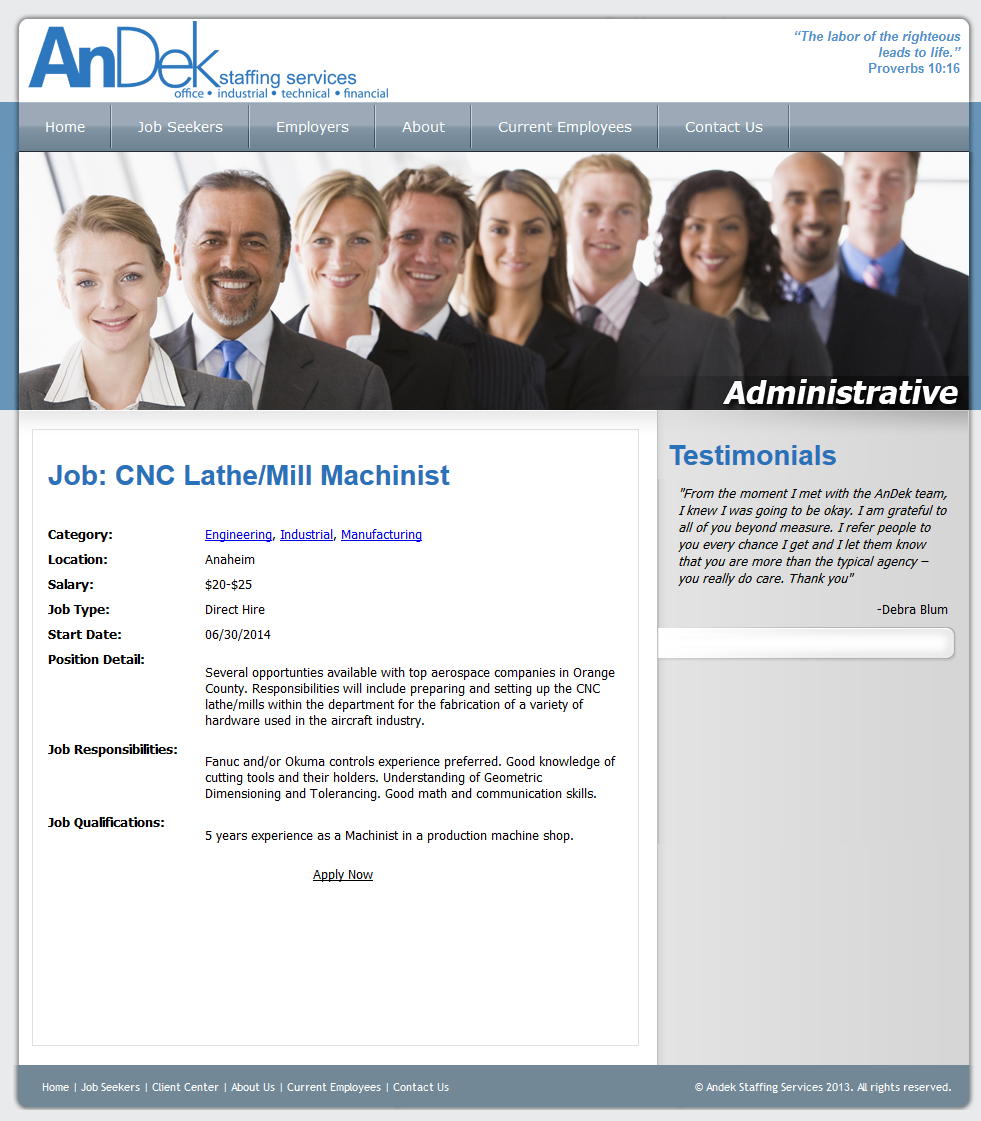 AnDek staffing services
office • industrial • technical • financial
“The labor of the righteous
leads to life.”
Proverbs 10:16
Home Job Seekers Employers About Current Employees Contact Us
Administrative
Job: CNC Lathe/Mill Machinist
Category: Engineering, Industrial, Manufacturing
Location: Anaheim
Salary: $20-$25
Job Type: Direct Hire
Start Date: 06/30/2014
Position Detail:
Several opportunties available with top aerospace companies in Orange
County. Responsibilities will include preparing and setting up the CNC
lathe/mills within the department for the fabrication of a variety of
hardware used in the aircraft industry.
Job Responsibilities:
Fanuc and/or Okuma controls experience preferred. Good knowledge of
cutting tools and their holders. Understanding of Geometric
Dimensioning and Tolerancing. Good math and communication skills.
Job Qualifications:
5 years experience as a Machinist in a production machine shop.
Apply Now
Testimonials
"From the moment I met with the AnDek team,
I knew I was going to be okay. I am grateful to
all of you beyond measure. I refer people to
you every chance I get and I let them know
that you are more than the typical agency –
you really do care. Thank you"
-Debra Blum
Home | Job Seekers | Client Center | About Us | Current Employees | Contact Us
© Andek Staffing Services 2013. All rights reserved.